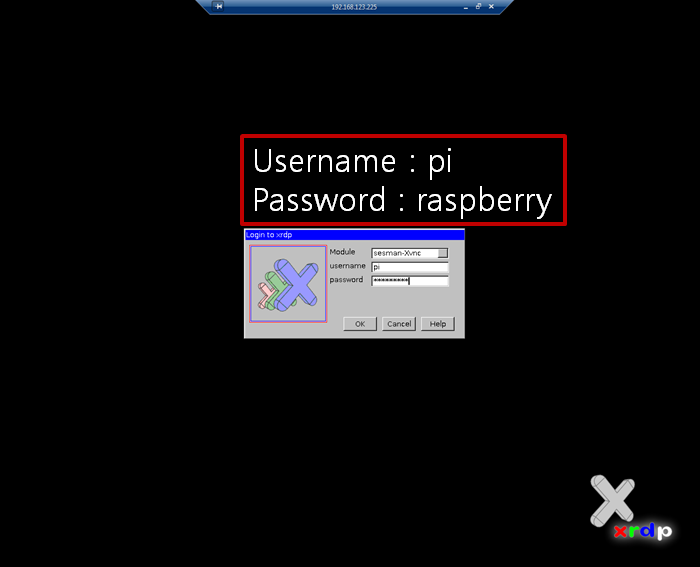 192.168.123.225
Username : pi
Password : raspberry
Login to xrdp
Module sesman-Xvnc
username pi
password *********
OK Cancel Help
xrdp